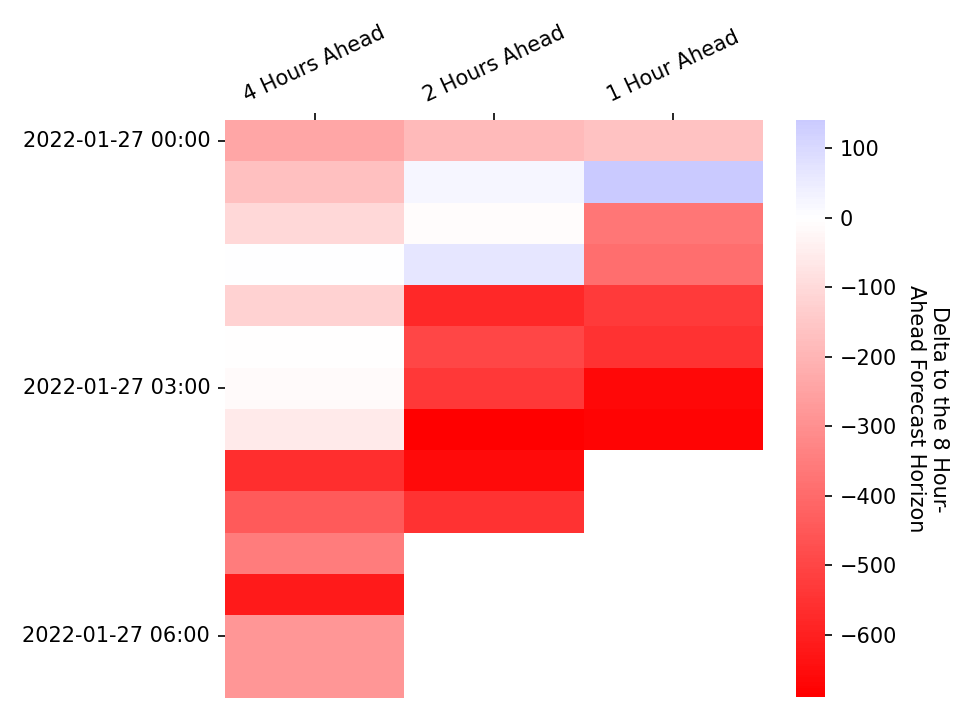 4 Hours Ahead
2 Hours Ahead
1 Hour Ahead
2022-01-27 00:00
2022-01-27 03:00
2022-01-27 06:00
100
0
−100
−200
−300
−400
−500
−600
Delta to the 8 Hour-
Ahead Forecast Horizon